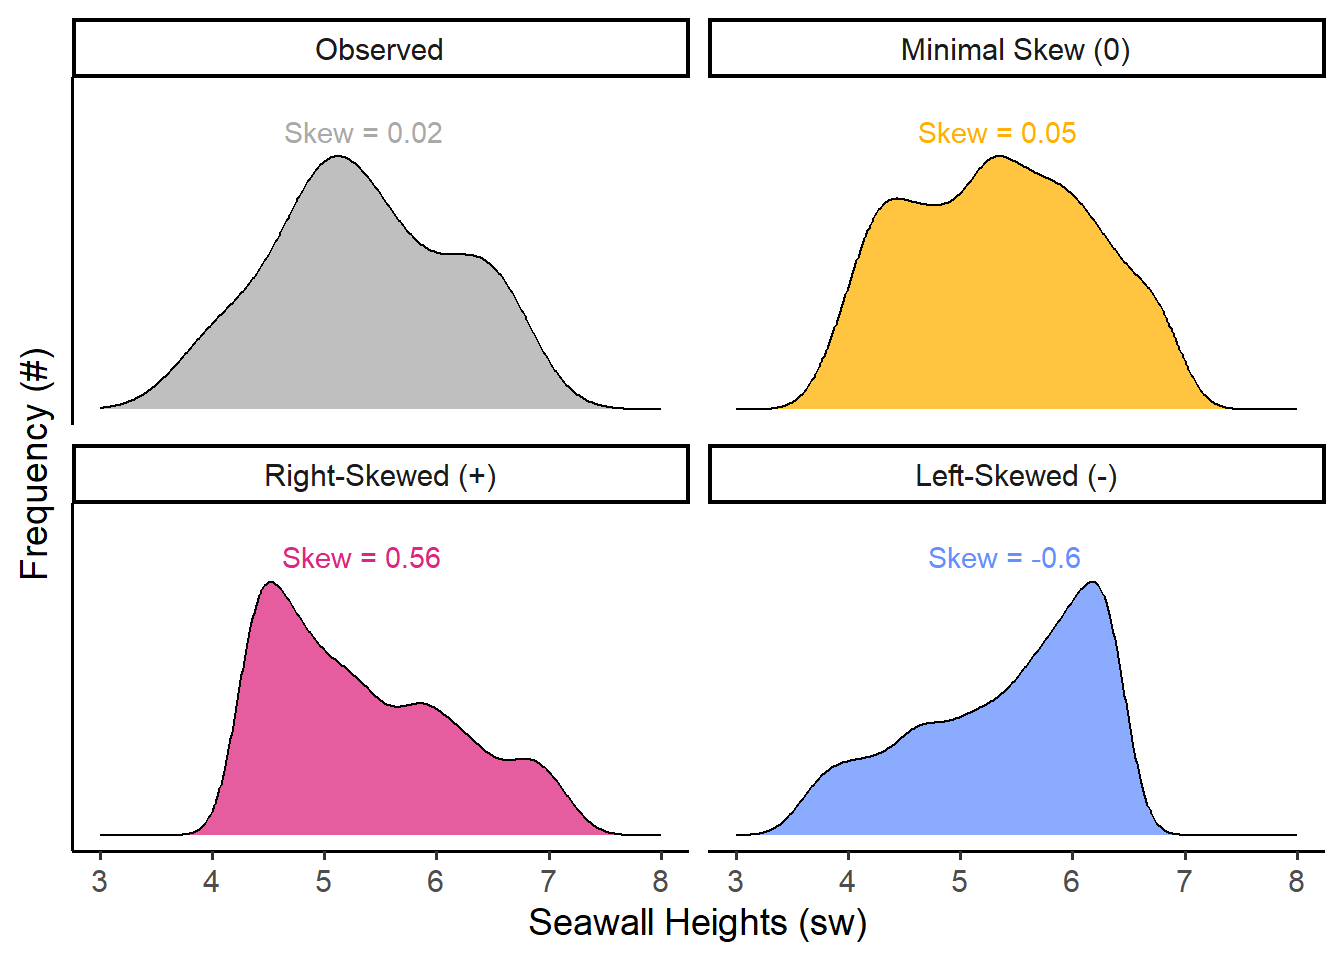 Observed
Minimal Skew (0)
Skew = 0.02
Skew = 0.05
Frequency (#)
Right-Skewed (+)
Left-Skewed (-)
Skew = 0.56
Skew = -0.6
3 4 5 6 7 8
3 4 5 6 7 8
Seawall Heights (sw)